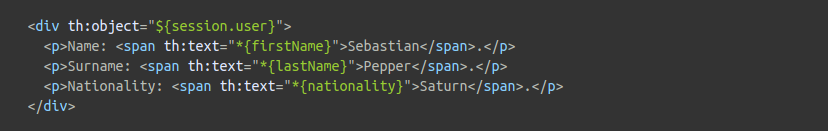 <div th:object="${session.user}">
  <p>Name: <span th:text="*{firstName}">Sebastian</span>.</p>
  <p>Surname: <span th:text="*{lastName}">Pepper</span>.</p>
  <p>Nationality: <span th:text="*{nationality}">Saturn</span>.</p>
</div>